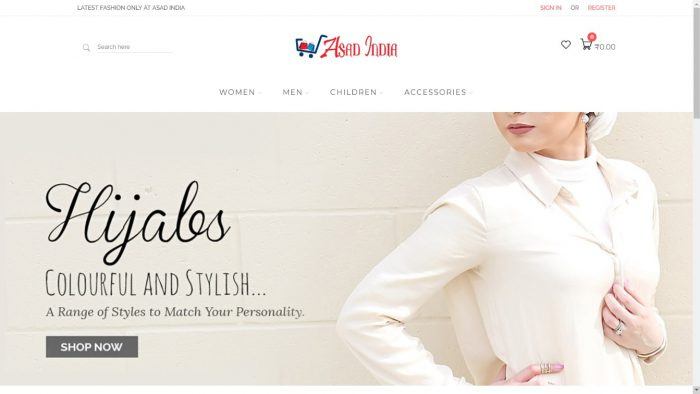 LATEST FASHION ONLY AT ASAD INDIA
SIGN IN OR REGISTER
Search here
ASAD INDIA
0
₹0.00
WOMEN
MEN
CHILDREN
ACCESSORIES
Hijabs
COLOURFUL AND STYLISH...
A Range of Styles to Match Your Personality.
SHOP NOW